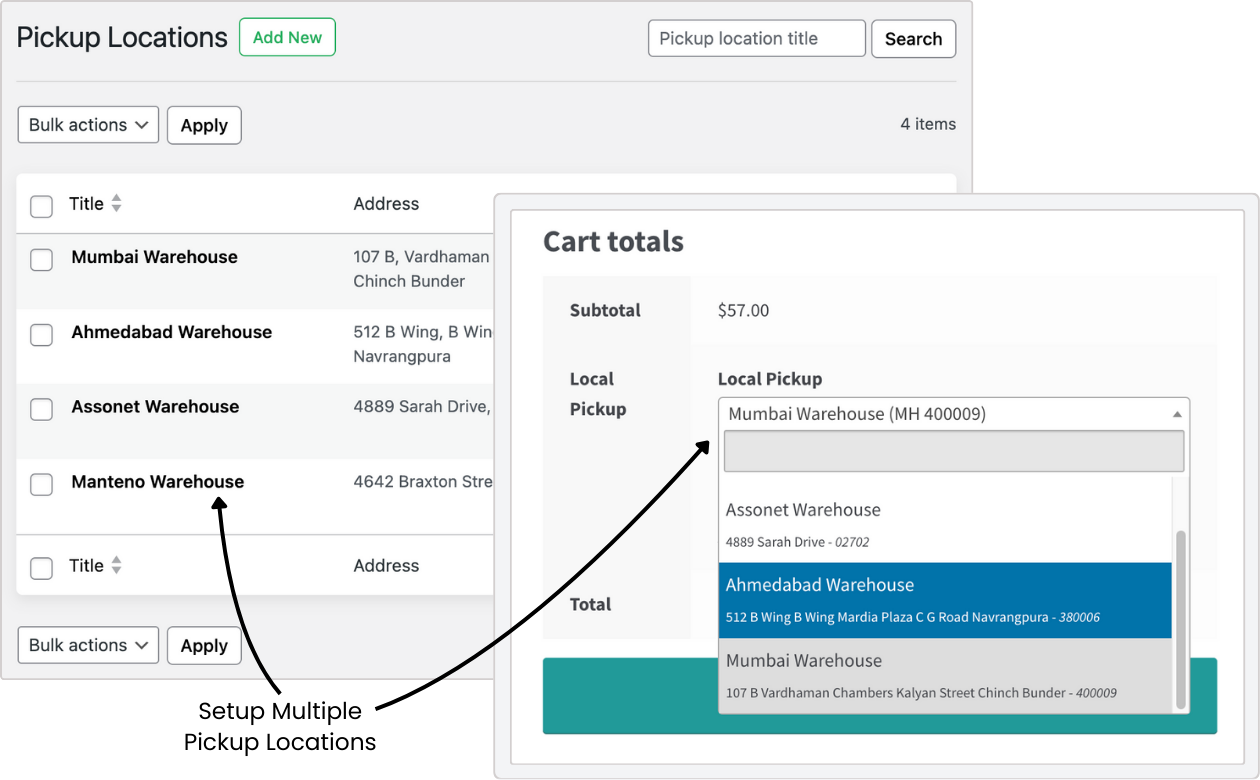 Pickup Locations
Add New
Pickup location title
Search
Bulk actions
Apply
4 items
Title
Address
Mumbai Warehouse
107 B, Vardhaman
Chinch Bunder
Ahmedabad Warehouse
512 B Wing, B Win
Navrangpura
Assonet Warehouse
4889 Sarah Drive,
Manteno Warehouse
4642 Braxton Stre
Title
Address
Bulk actions
Apply
Setup Multiple
Pickup Locations
Cart totals
Subtotal
$57.00
Local
Pickup
Local Pickup
Mumbai Warehouse (MH 400009)
Assonet Warehouse
4889 Sarah Drive - 02702
Ahmedabad Warehouse
512 B Wing B Wing Mardia Plaza C G Road Navrangpura - 380006
Mumbai Warehouse
107 B Vardhaman Chambers Kalyan Street Chinch Bunder - 400009
Total